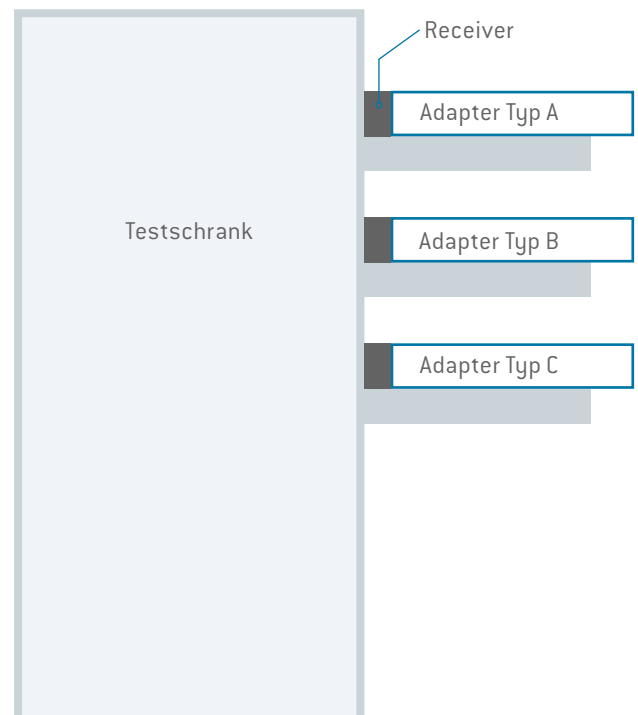 Receiver
Adapter Typ A
Testschrank
Adapter Typ B
Adapter Typ C